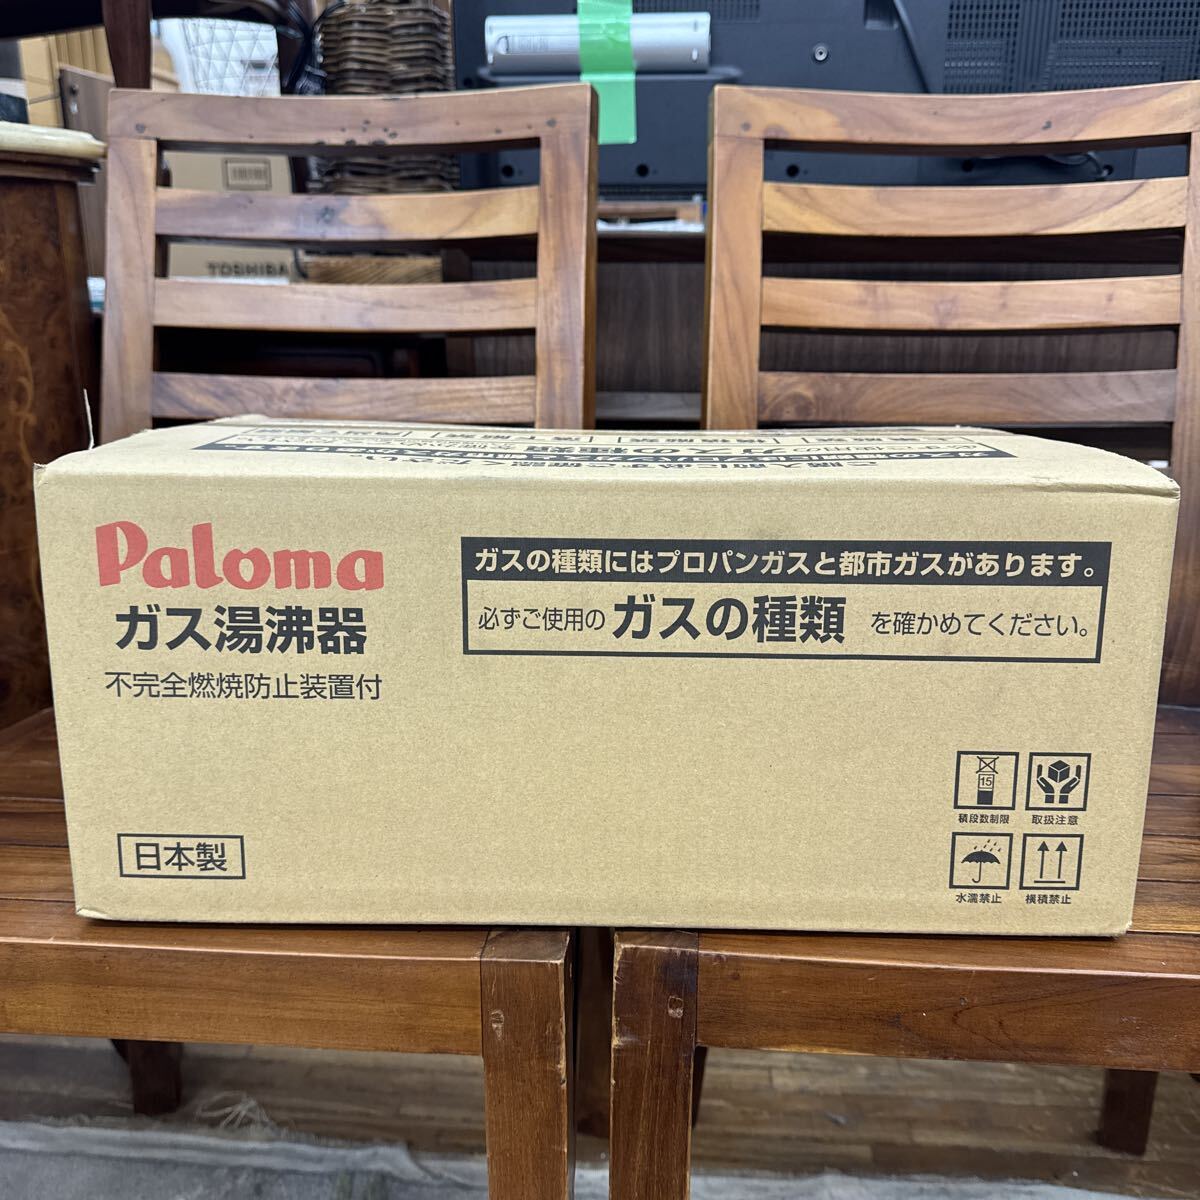 TOSHIBA
Paloma
ガス湯沸器
不完全燃焼防止装置付
ガスの種類にはプロパンガスと都市ガスがあります。
必ずご使用の ガスの種類 を確かめてください。
日本製
15
積段数制限 取扱注意
水濡禁止 横積禁止